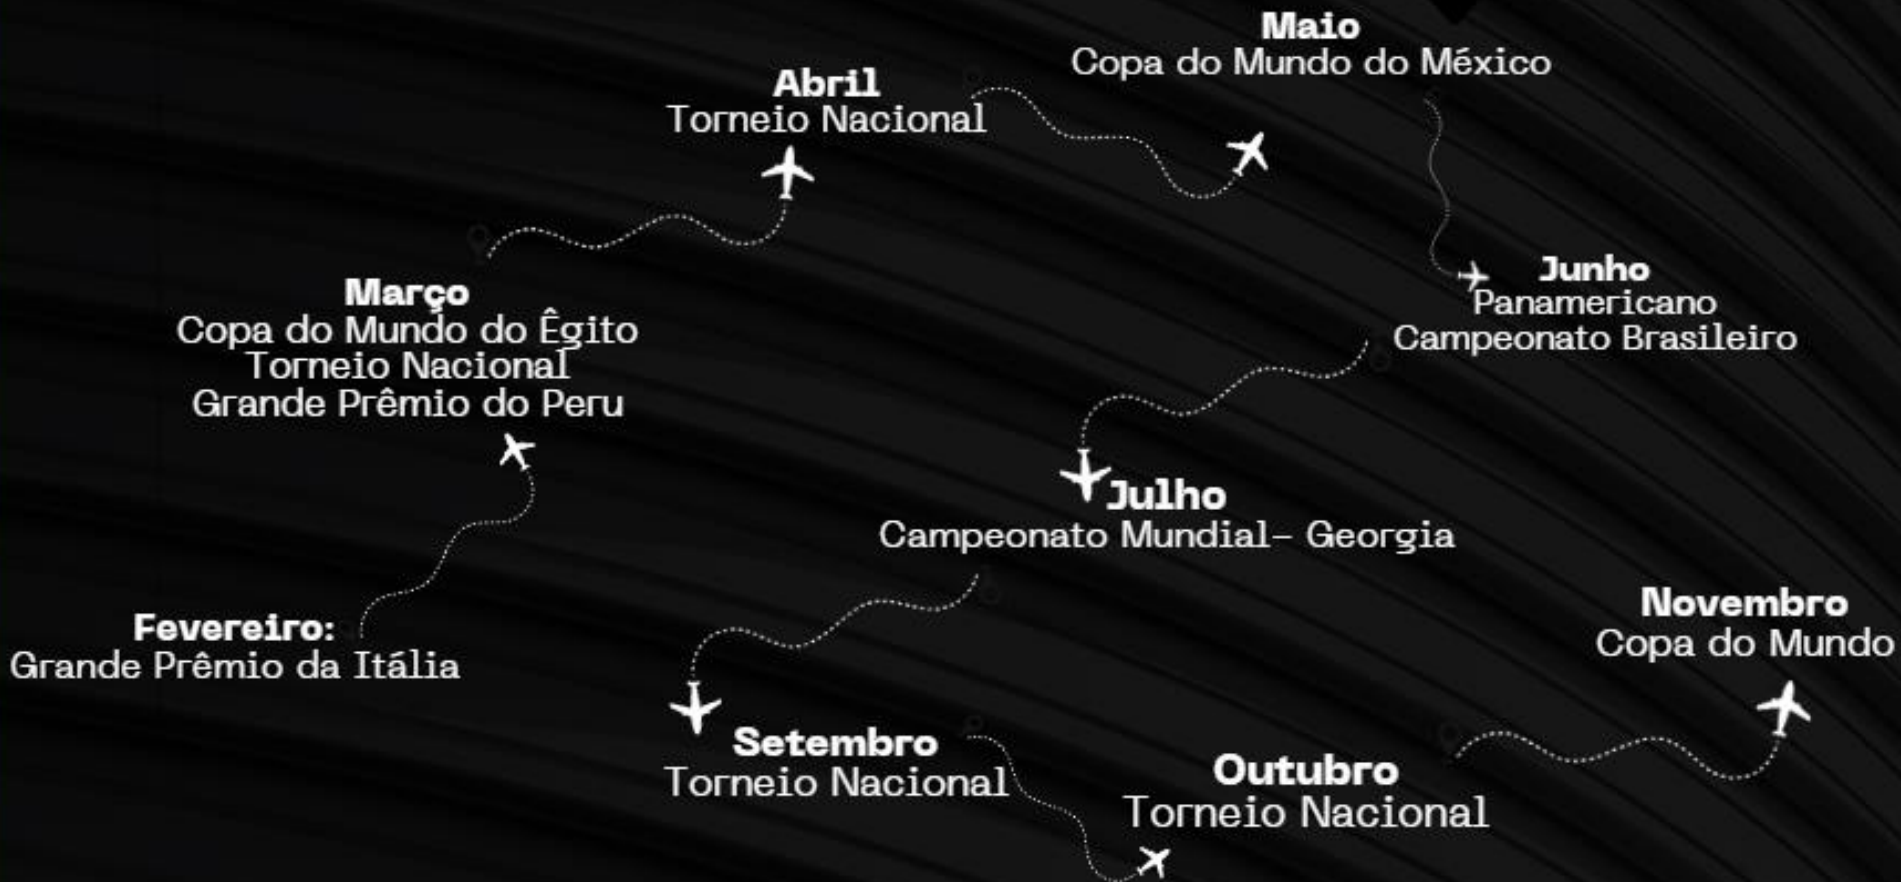 Fevereiro:
Grande Prêmio da Itália
Março
Copa do Mundo do Êgito
Torneio Nacional
Grande Prêmio do Peru
Abril
Torneio Nacional
Maio
Copa do Mundo do México
Junho
Panamericano
Campeonato Brasileiro
Julho
Campeonato Mundial- Georgia
Setembro
Torneio Nacional
Outubro
Torneio Nacional
Novembro
Copa do Mundo